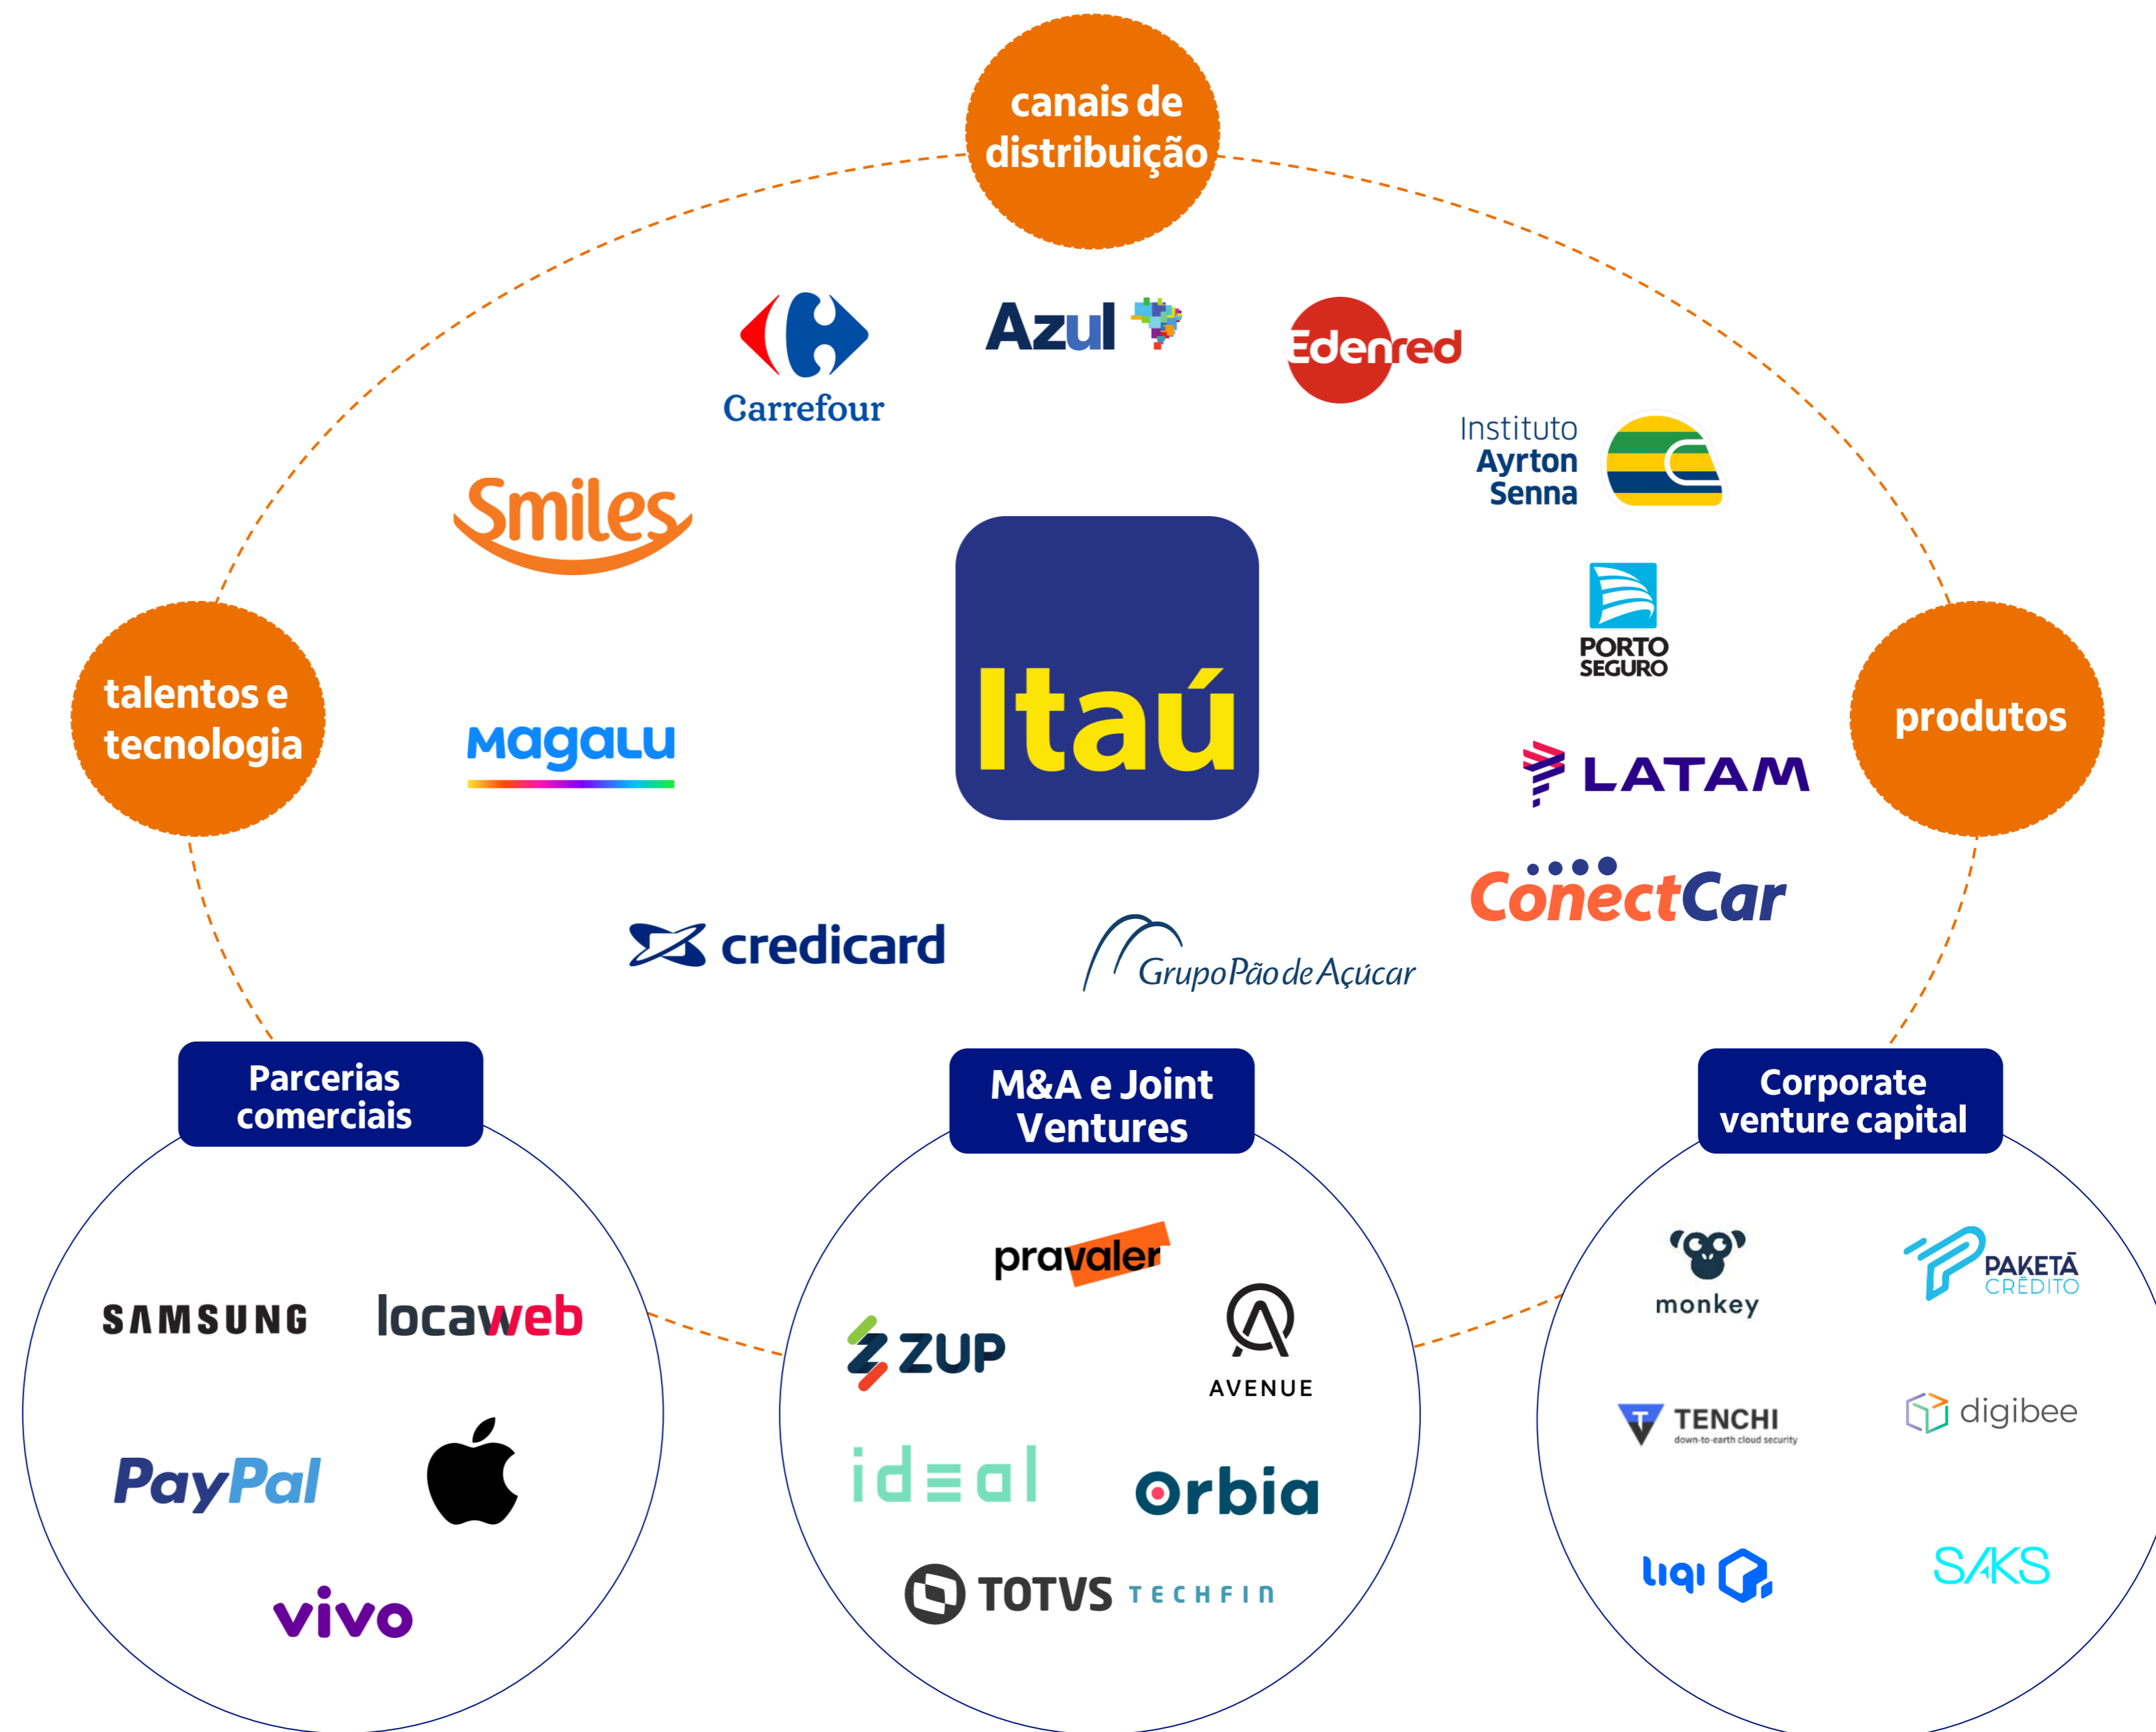 canais de
distribuição
Carrefour
Azul
Edenred
Instituto
Ayrton
Senna
Smiles
Itaú
PORTO
SEGURO
talentos e
tecnologia
produtos
Magalu
LATAM
ConectCar
credicard
Grupo Pão de Açúcar
Parcerias
comerciais
SAMSUNG
locaweb
PayPal
vivo
M&A e Joint
Ventures
pravaler
ZUP
AVENUE
ideal
Orbia
TOTVS TECHFIN
Corporate
venture capital
monkey
PAKETÁ
CRÉDITO
TENCHI
down-to-earth cloud security
digibee
liqi
SAKS